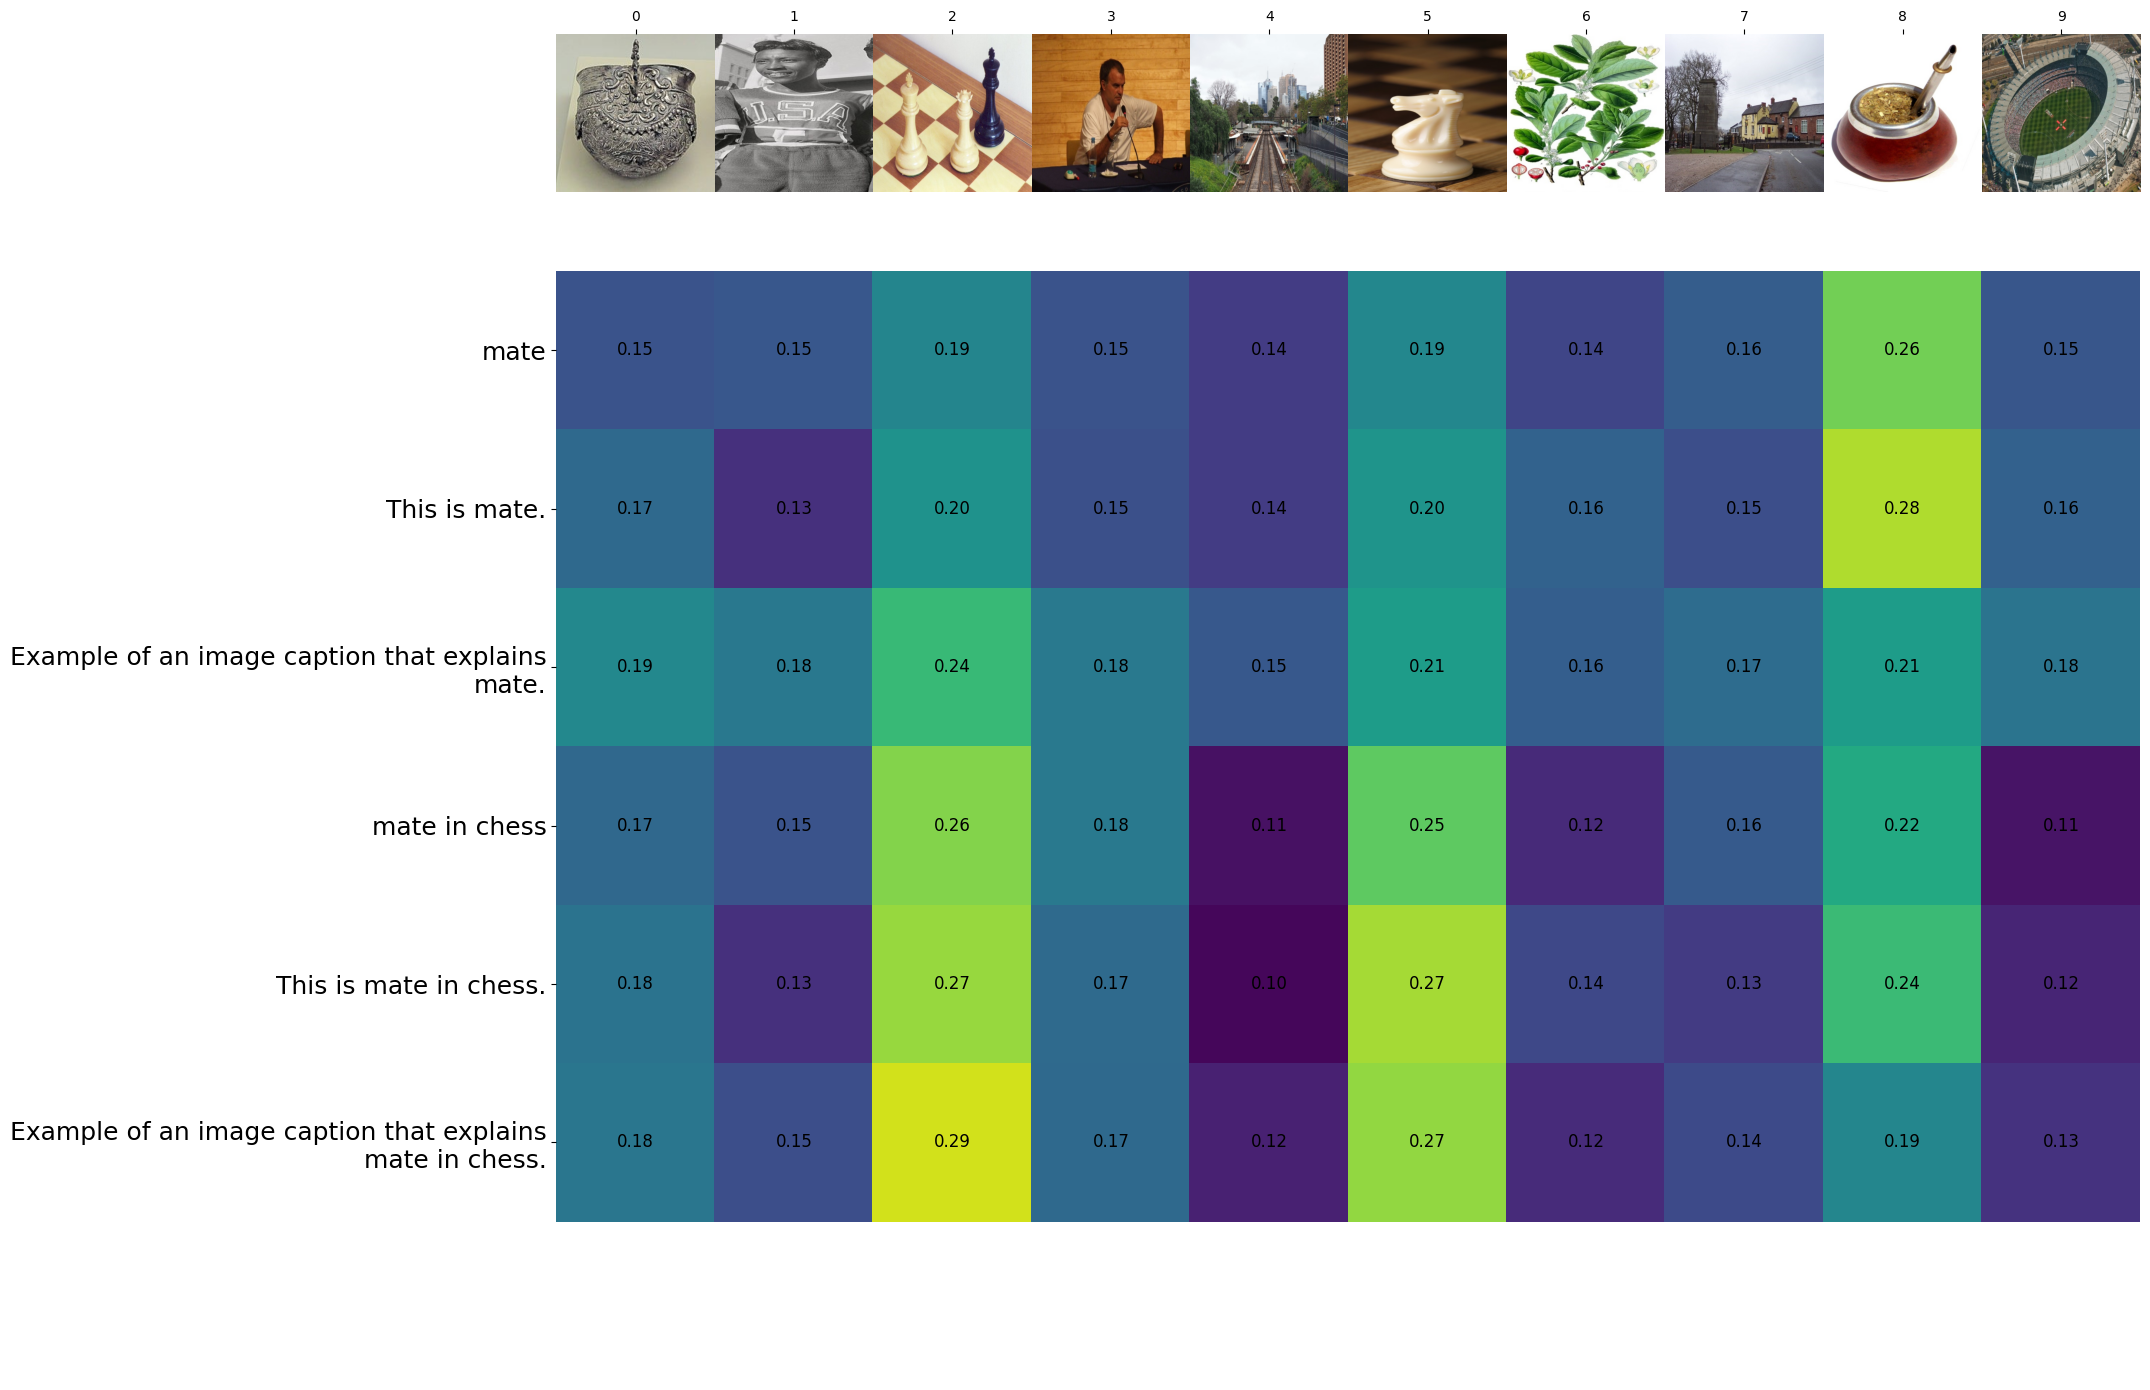 0 1 2 3 4 5 6 7 8 9
U.S.A
mate 0.15 0.15 0.19 0.15 0.14 0.19 0.14 0.16 0.26 0.15
This is mate. 0.17 0.13 0.20 0.15 0.14 0.20 0.16 0.15 0.28 0.16
Example of an image caption that explains
mate. 0.19 0.18 0.24 0.18 0.15 0.21 0.16 0.17 0.21 0.18
mate in chess 0.17 0.15 0.26 0.18 0.11 0.25 0.12 0.16 0.22 0.11
This is mate in chess. 0.18 0.13 0.27 0.17 0.10 0.27 0.14 0.13 0.24 0.12
Example of an image caption that explains
mate in chess. 0.18 0.15 0.29 0.17 0.12 0.27 0.12 0.14 0.19 0.13